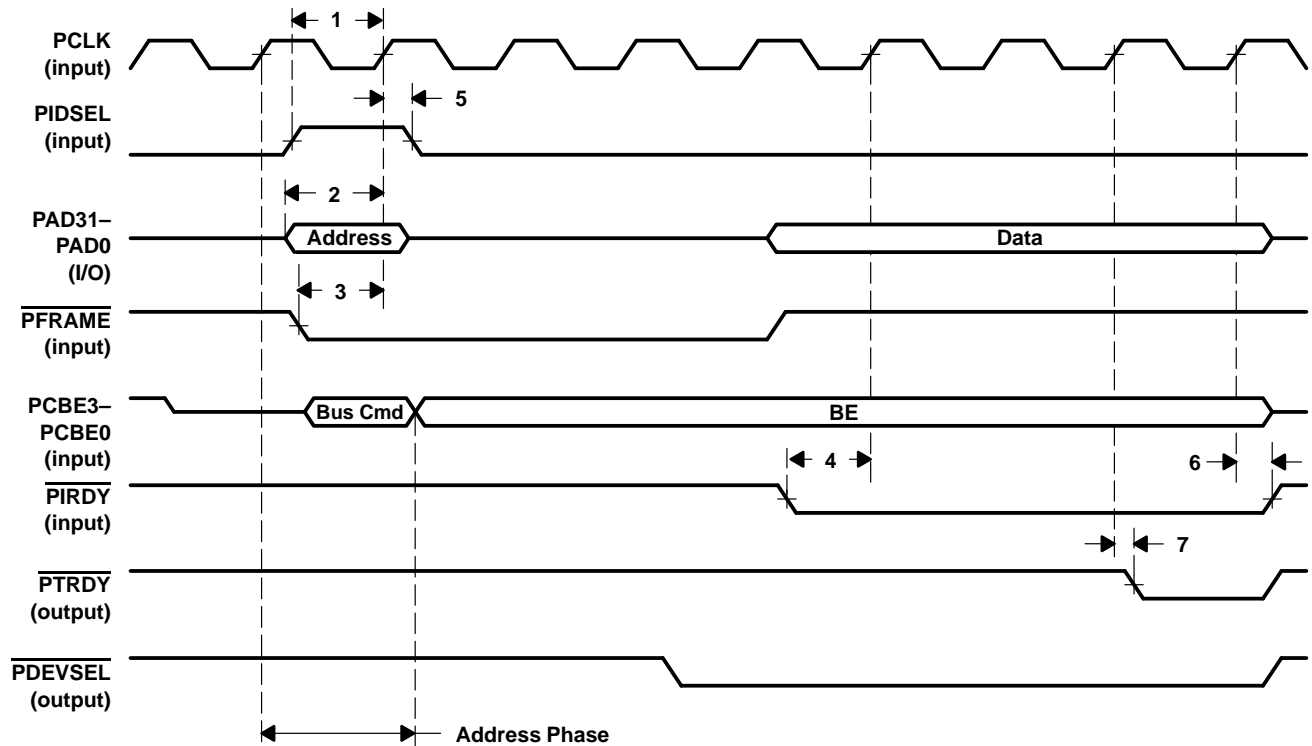 1
PCLK
(input)
5
PIDSEL
(input)
2
PAD31–
PAD0
(I/O)
Address
Data
3
PFRAME
(input)
PCBE3–
PCBE0
(input)
Bus Cmd
BE
4
6
PIRDY
(input)
7
PTRDY
(output)
PDEVSEL
(output)
Address Phase